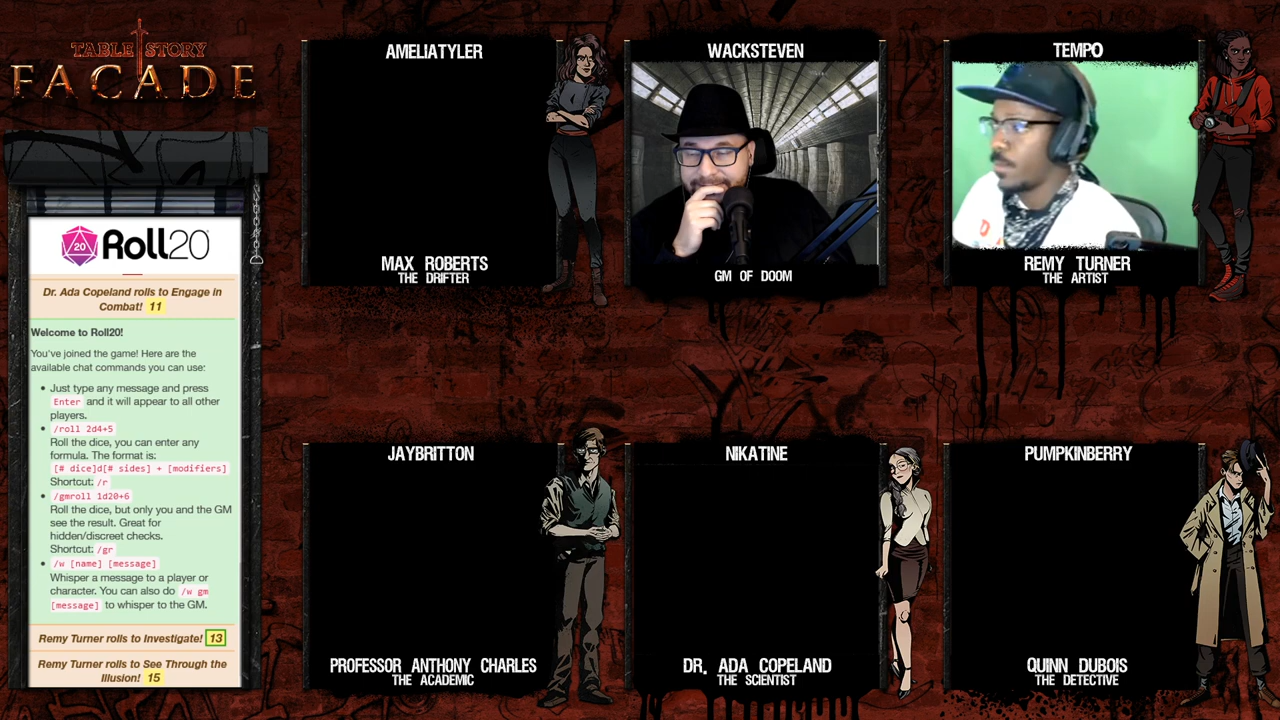 TABLE STORY
FACADE
20
Roll20
Dr. Ada Copeland rolls to Engage in
Combat! 11
Welcome to Roll20!
You've joined the game! Here are the
available chat commands you can use:
• Just type any message and press
Enter and it will appear to all other
players.
• /roll 2d4+5
Roll the dice, you can enter any
formula. The format is:
[# dice]d[# sides] + [modifiers]
Shortcut: /r
• /gmroll 1d20+6
Roll the dice, but only you and the GM
see the result. Great for
hidden/discreet checks.
Shortcut: /gr
• /w [name] [message]
Whisper a message to a player or
character. You can also do /w gm
[message] to whisper to the GM.
Remy Turner rolls to Investigate! 13
Remy Turner rolls to See Through the
Illusion! 15
AMELIATYLER
MAX ROBERTS
THE DRIFTER
WACKSTEVEN
GM OF DOOM
TEMPO
REMY TURNER
THE ARTIST
JAYBRITTON
PROFESSOR ANTHONY CHARLES
THE ACADEMIC
NIKATINE
DR. ADA COPELAND
THE SCIENTIST
PUMPKINBERRY
QUINN DUBOIS
THE DETECTIVE